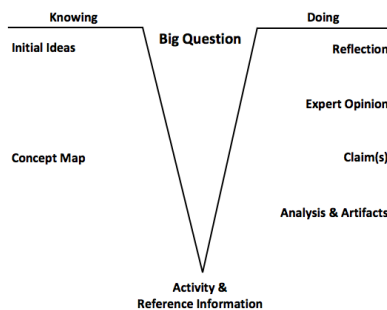 Knowing
Doing
Big Question
Initial Ideas
Reflection
Expert Opinion
Concept Map
Claim(s)
Analysis & Artifacts
Activity &
Reference Information